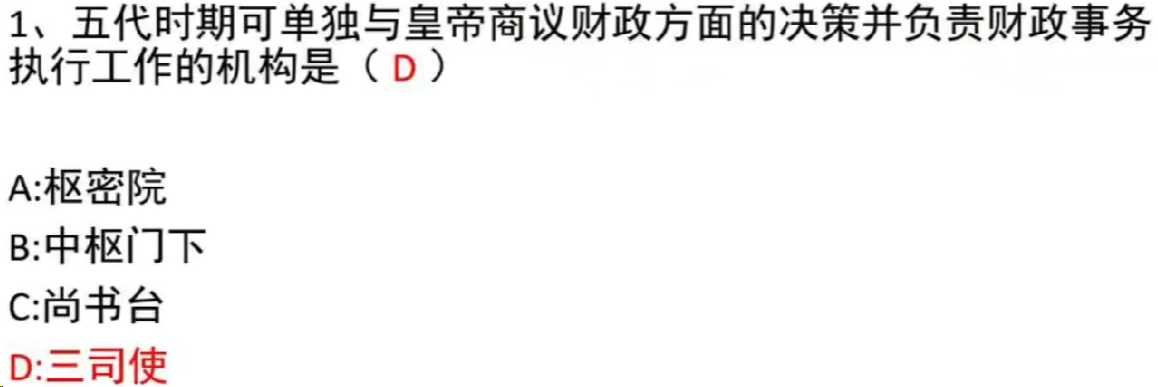 1、五代时期可单独与皇帝商议财政方面的决策并负责财政事务
执行工作的机构是（ D ）
A:枢密院
B:中枢门下
C:尚书台
D:三司使